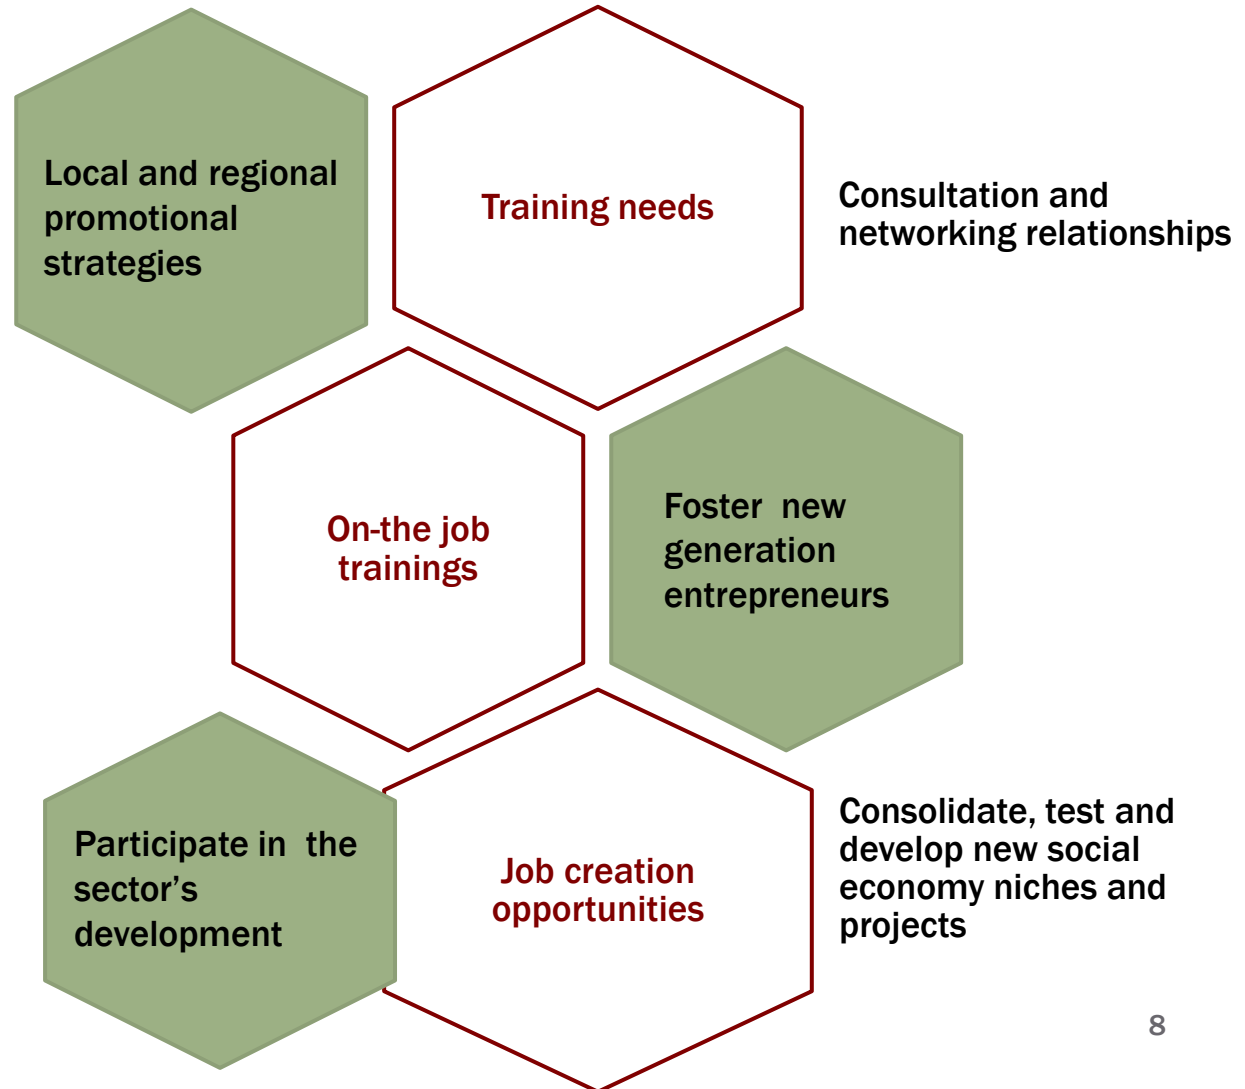 Local and regional
promotional
strategies
Training needs
Consultation and
networking relationships
On-the job
trainings
Foster  new
generation
entrepreneurs
Participate in  the
sector’s
development
Job creation
opportunities
Consolidate, test and
develop new social
economy niches and
projects
8